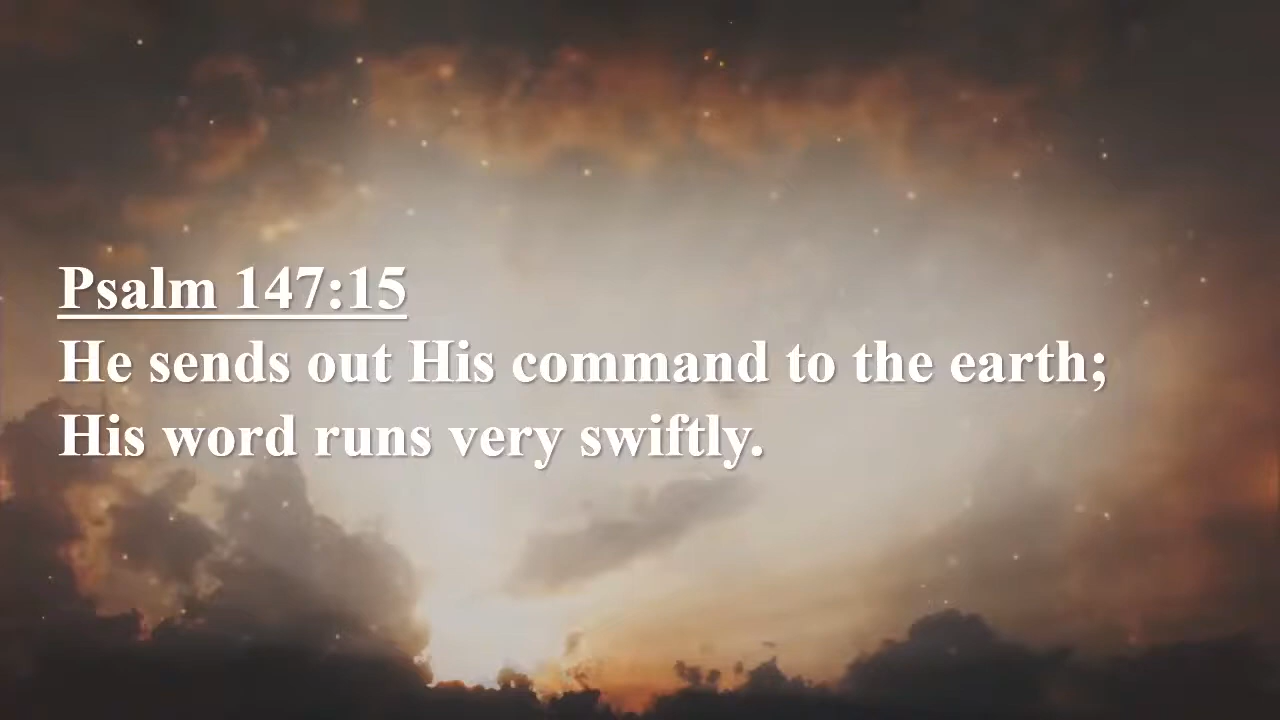 Psalm 147:15
He sends out His command to the earth;
His word runs very swiftly.